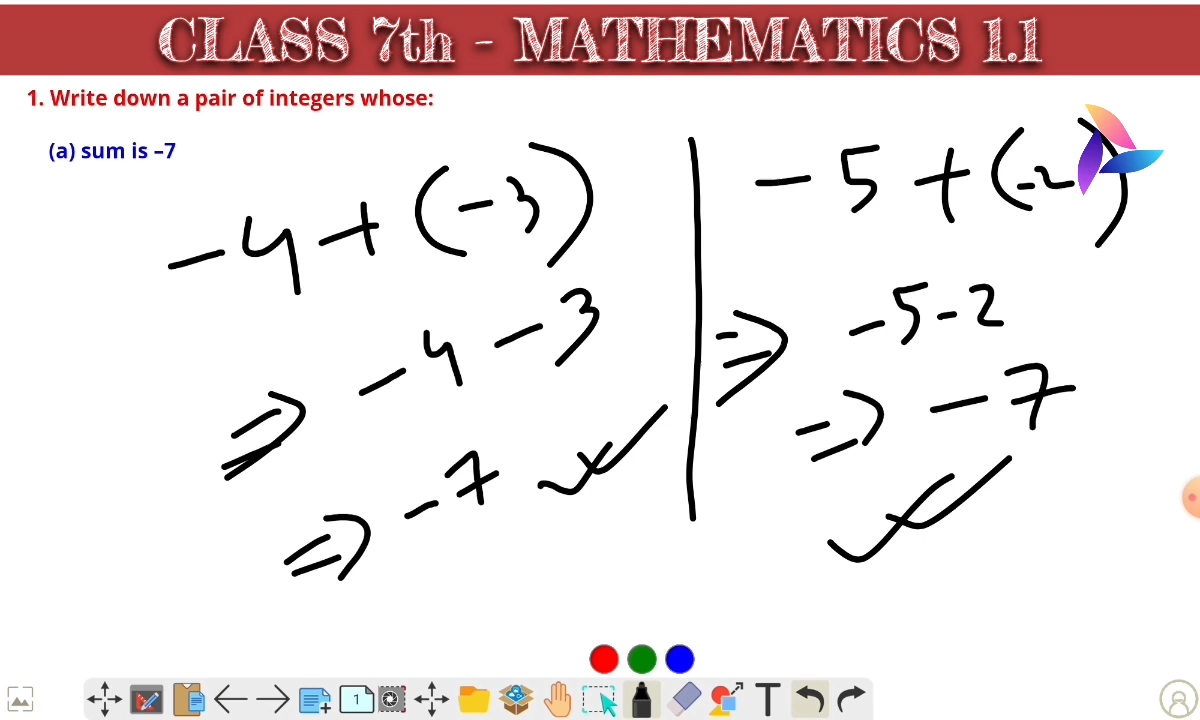 CLASS 7th - MATHEMATICS 1.1
1. Write down a pair of integers whose:
(a) sum is –7
-4+(-3)
⇒ -4-3
⇒ -7 ✓
-5+(-2)
⇒ -5-2
⇒ -7
✓
1
T